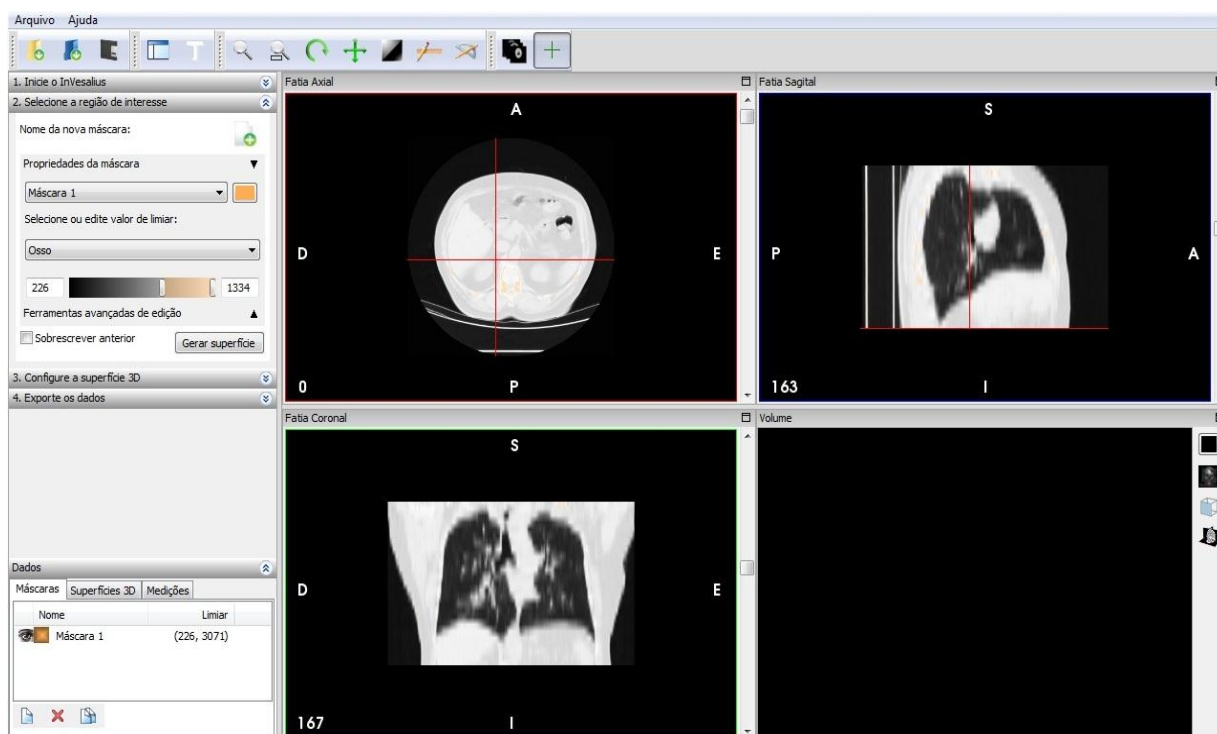 Arquivo Ajuda
1. Inicie o InVesalius
2. Selecione a região de interesse
Nome da nova máscara:
Propriedades da máscara
Máscara 1
Selecione ou edite valor de limiar:
Osso
226 1334
Ferramentas avançadas de edição
Sobrescrever anterior Gerar superfície
3. Configure a superfície 3D
4. Exporte os dados
Dados
Máscaras Superfícies 3D Medições
Nome Limiar
Máscara 1 (226, 3071)
Fatia Axial
A
D E
0 P
Fatia Sagital
S
P A
163 I
Fatia Coronal
S
D E
167 I
Volume